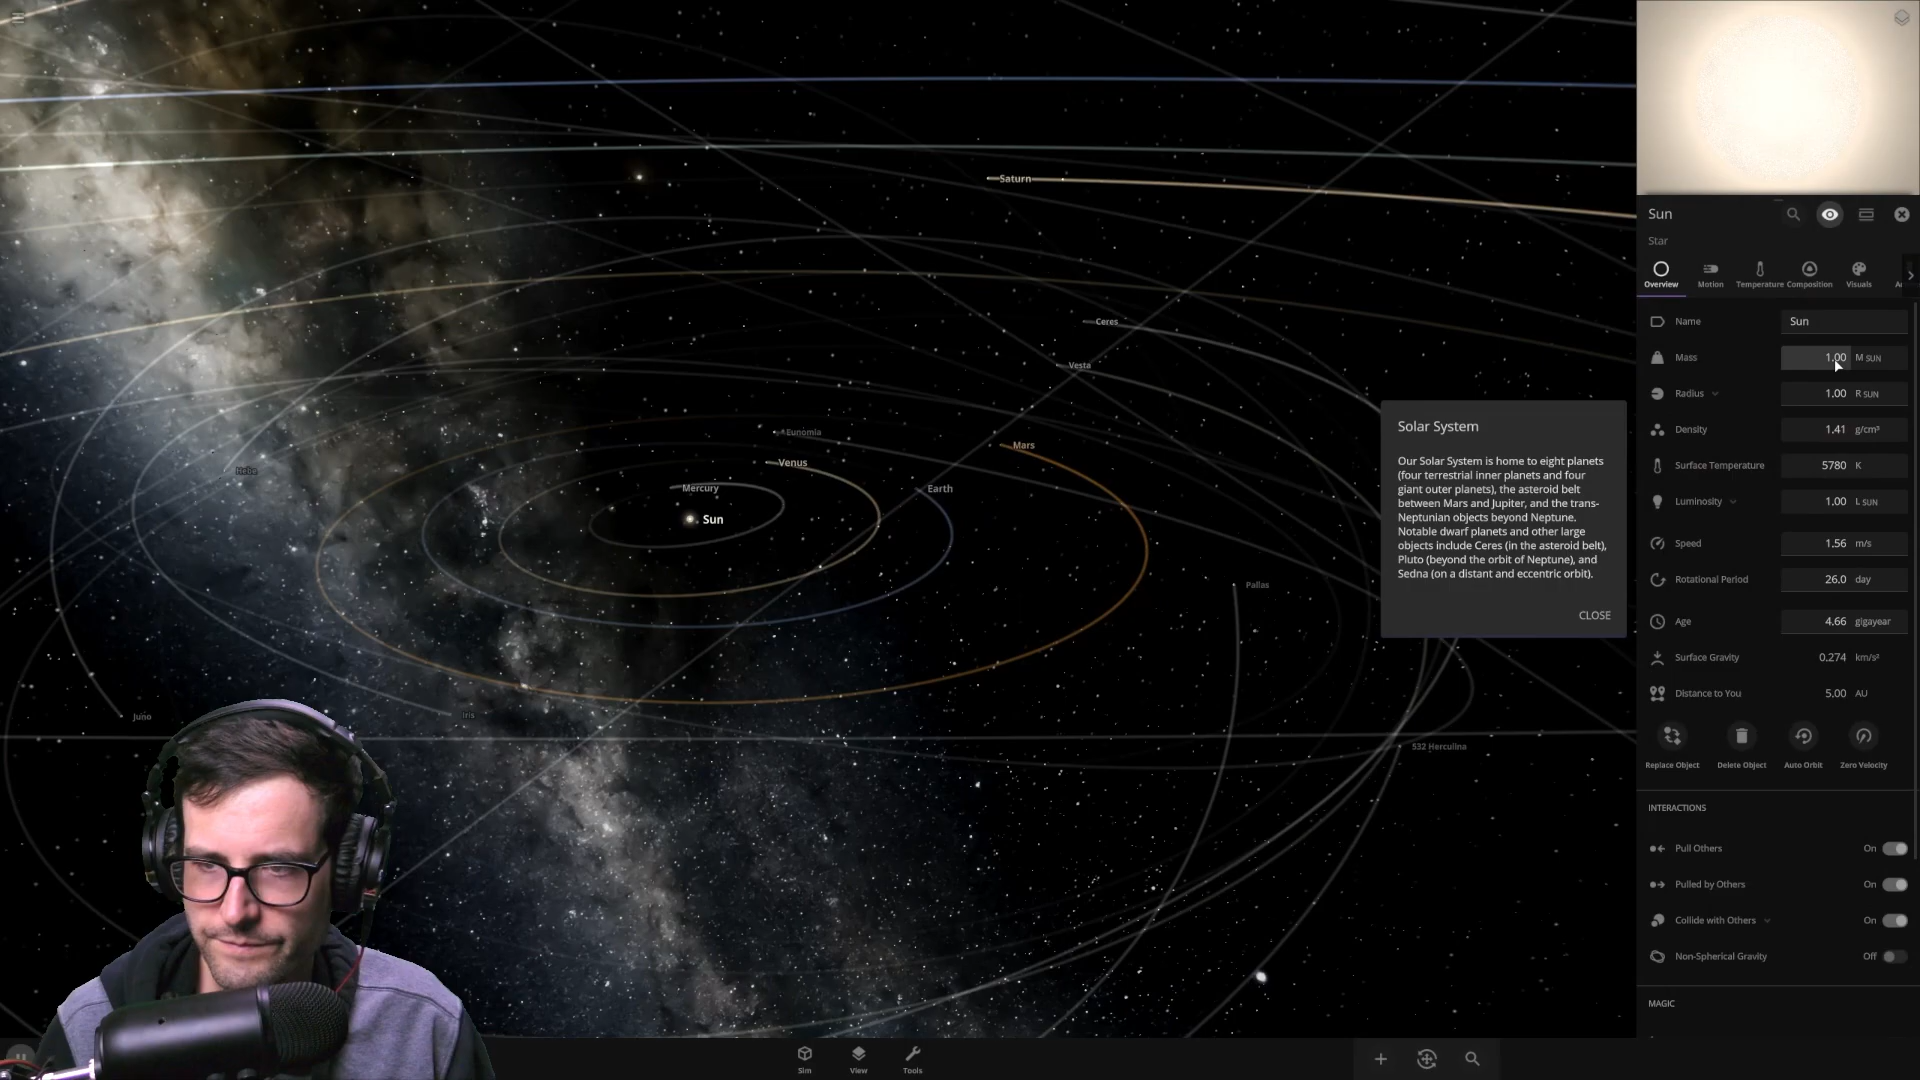 Saturn
Ceres
Vesta
Eunomia
Mars
Venus
Hebe
Mercury
Earth
Sun
Pallas
Juno
Iris
532 Herculina
Solar System
Our Solar System is home to eight planets
(four terrestrial inner planets and four
giant outer planets), the asteroid belt
between Mars and Jupiter, and the trans-
Neptunian objects beyond Neptune.
Notable dwarf planets and other large
objects include Ceres (in the asteroid belt),
Pluto (beyond the orbit of Neptune), and
Sedna (on a distant and eccentric orbit).
CLOSE
Sun
Star
Overview Motion Temperature Composition Visuals
Name Sun
Mass 1.00 M SUN
Radius 1.00 R SUN
Density 1.41 g/cm³
Surface Temperature 5780 K
Luminosity 1.00 L SUN
Speed 1.56 m/s
Rotational Period 26.0 day
Age 4.66 gigayear
Surface Gravity 0.274 km/s²
Distance to You 5.00 AU
Replace Object Delete Object Auto Orbit Zero Velocity
INTERACTIONS
Pull Others On
Pulled by Others On
Collide with Others On
Non-Spherical Gravity Off
MAGIC
Sim View Tools